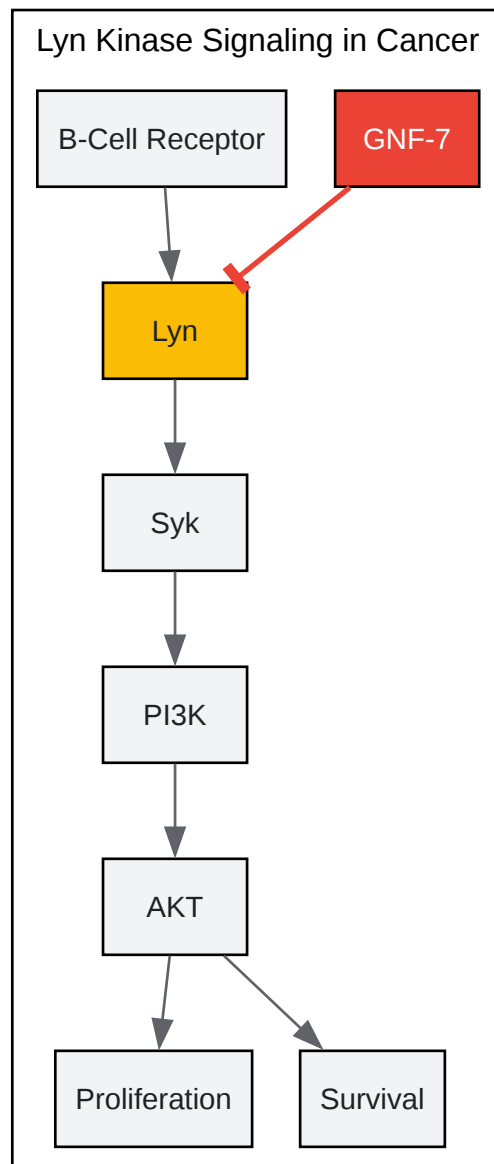 Lyn Kinase Signaling in Cancer
B-Cell Receptor
GNF-7
Lyn
Syk
PI3K
AKT
Proliferation
Survival